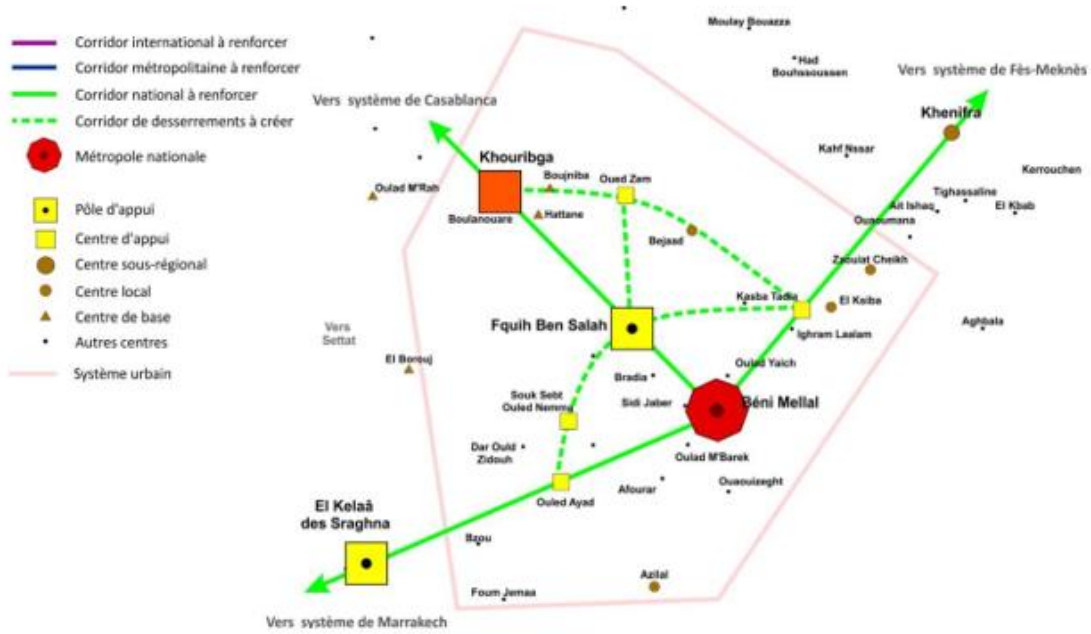 Corridor international à renforcer
Corridor métropolitaine à renforcer
Corridor national à renforcer
Corridor de desserrements à créer
Métropole nationale
Pôle d'appui
Centre d'appui
Centre sous-régional
Centre local
Centre de base
Autres centres
Système urbain
Moulay Bouazza
Had
Bouhssoussen
Vers système de Fès-Meknès
Vers système de Casablanca
Khenifra
Khouribga
Kahf Nssar
Kerrouchen
Boujniba
Oued Zem
Oulad M'Rah
Tighassaline
Ait Ishaq
El Kbab
Boulanouare
Hattane
Ouaoumana
Bejaad
Zaouiat Cheikh
Kasba Tadla
El Ksiba
Fquih Ben Salah
Vers
Settat
Ighram Laalam
Aghbala
El Borouj
Oulad Yaich
Bradia
Souk Sebt
Ouled Nemma
Sidi Jaber
Béni Mellal
Dar Ould
Zidouh
Oulad M'Barek
Afourar
Ouaouizeght
Ouled Ayad
El Kelaâ
des Sraghna
Bzou
Azilal
Foum Jemaa
Vers système de Marrakech